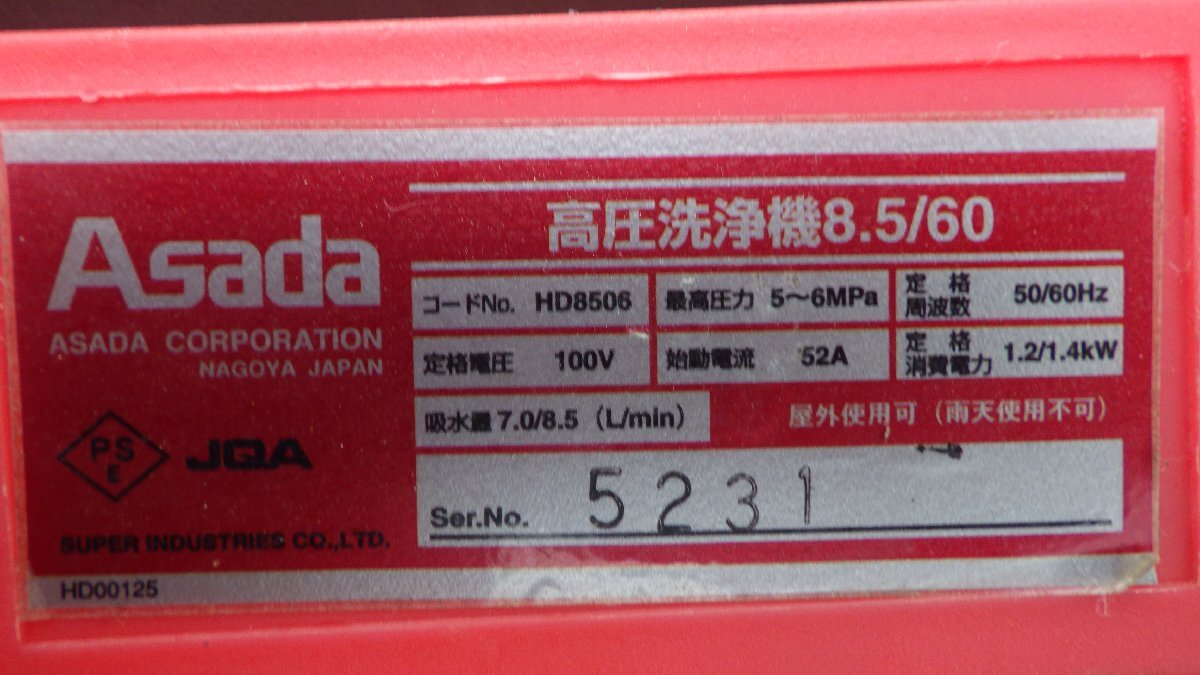 Asada
ASADA CORPORATION
NAGOYA JAPAN
PS
E
JQA
SUPER INDUSTRIES CO.,LTD.
HD00125
高圧洗浄機8.5/60
コードNo. HD8506
最高圧力 5〜6MPa
定格周波数 50/60Hz
定格電圧 100V
始動電流 52A
定格消費電力 1.2/1.4kW
吸水量7.0/8.5 (L/min)
屋外使用可（雨天使用不可）
Ser.No. 5231